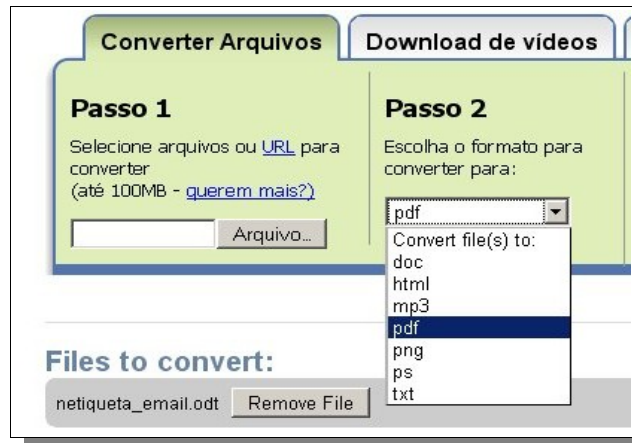 Converter Arquivos
Download de vídeos
Passo 1
Selecione arquivos ou URL para
converter
(até 100MB - querem mais?)
Arquivo...
Passo 2
Escolha o formato para
converter para:
pdf
Convert file(s) to:
doc
html
mp3
pdf
png
ps
txt
Files to convert:
netiqueta_email.odt
Remove File